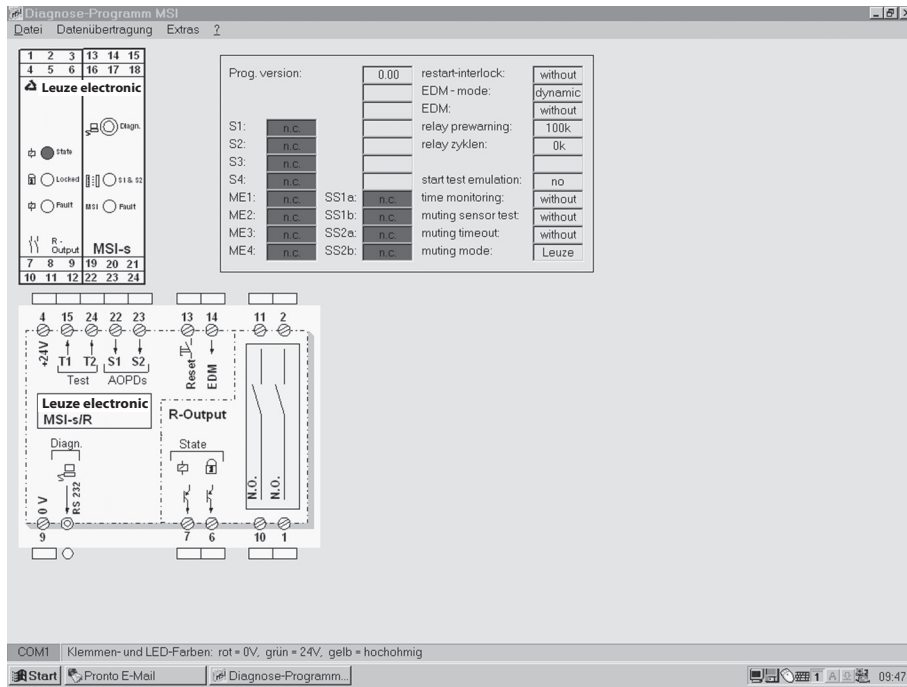 Diagnose-Programm MSI
Datei Datenübertragung Extras ?
1 2 3 13 14 15
4 5 6 16 17 18
Leuze electronic
Diagn.
State
Locked S1 & S2
Fault MSI Fault
R-
Output
MSI-s
7 8 9 19 20 21
10 11 12 22 23 24
Prog. version: 0.00 restart-interlock: without
EDM - mode: dynamic
EDM: without
S1: n.c. relay prewarning: 100k
S2: n.c. relay zyklen: 0k
S3: n.c.
S4: n.c. start test emulation: no
ME1: n.c. SS1a: n.c. time monitoring: without
ME2: n.c. SS1b: n.c. muting sensor test: without
ME3: n.c. SS2a: n.c. muting timeout: without
ME4: n.c. SS2b: n.c. muting mode: Leuze
4 15 24 22 23 13 14 11 2
+24V T1 T2 S1 S2 Reset EDM
Test AOPDs
Leuze electronic
MSI-s/R
R-Output
Diagn. State
RS 232
0 V
N.O. N.O.
9 7 6 10 1
COM1 Klemmen- und LED-Farben: rot = 0V, grün = 24V, gelb = hochohmig
Start Pronto E-Mail Diagnose-Programm... 1 09:47